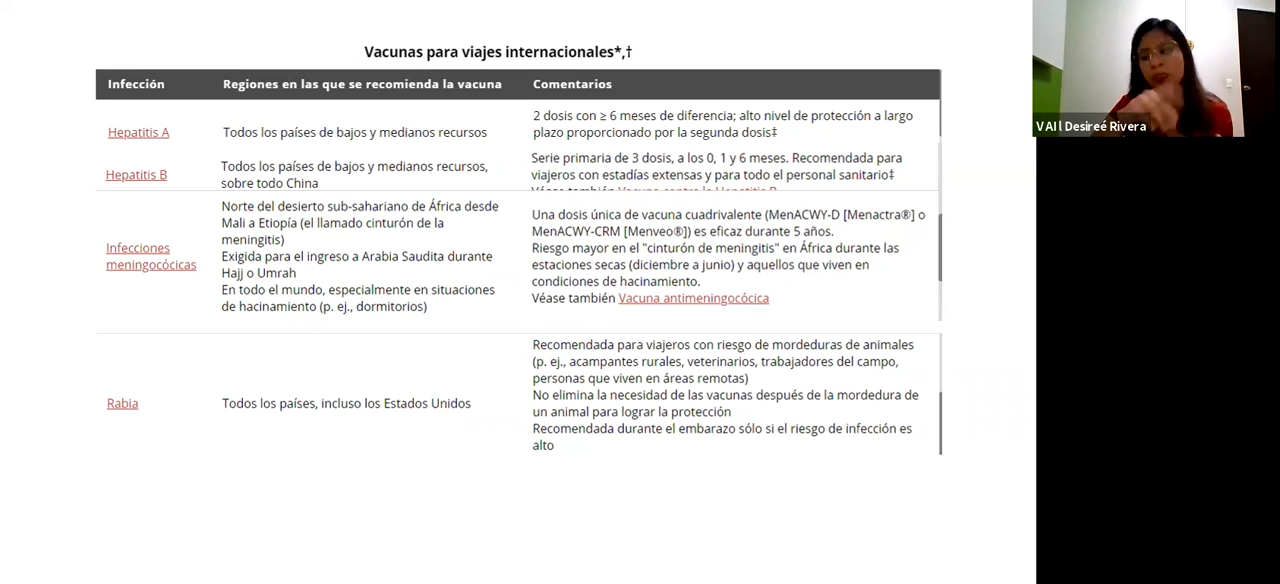 Vacunas para viajes internacionales*,†
Infección
Regiones en las que se recomienda la vacuna
Comentarios
Hepatitis A
Todos los países de bajos y medianos recursos
2 dosis con ≥ 6 meses de diferencia; alto nivel de protección a largo
plazo proporcionado por la segunda dosis‡
Hepatitis B
Todos los países de bajos y medianos recursos,
sobre todo China
Serie primaria de 3 dosis, a los 0, 1 y 6 meses. Recomendada para
viajeros con estadías extensas y para todo el personal sanitario‡
Véase también Vacuna contra la Hepatitis B
Infecciones
meningocócicas
Norte del desierto sub-sahariano de África desde
Mali a Etiopía (el llamado cinturón de la
meningitis)
Exigida para el ingreso a Arabia Saudita durante
Hajj o Umrah
En todo el mundo, especialmente en situaciones
de hacinamiento (p. ej., dormitorios)
Una dosis única de vacuna cuadrivalente (MenACWY-D [Menactra®] o
MenACWY-CRM [Menveo®]) es eficaz durante 5 años.
Riesgo mayor en el "cinturón de meningitis" en África durante las
estaciones secas (diciembre a junio) y aquellos que viven en
condiciones de hacinamiento.
Véase también Vacuna antimeningocócica
Rabia
Todos los países, incluso los Estados Unidos
Recomendada para viajeros con riesgo de mordeduras de animales
(p. ej., acampantes rurales, veterinarios, trabajadores del campo,
personas que viven en áreas remotas)
No elimina la necesidad de las vacunas después de la mordedura de
un animal para lograr la protección
Recomendada durante el embarazo sólo si el riesgo de infección es
alto
Desireé Rivera